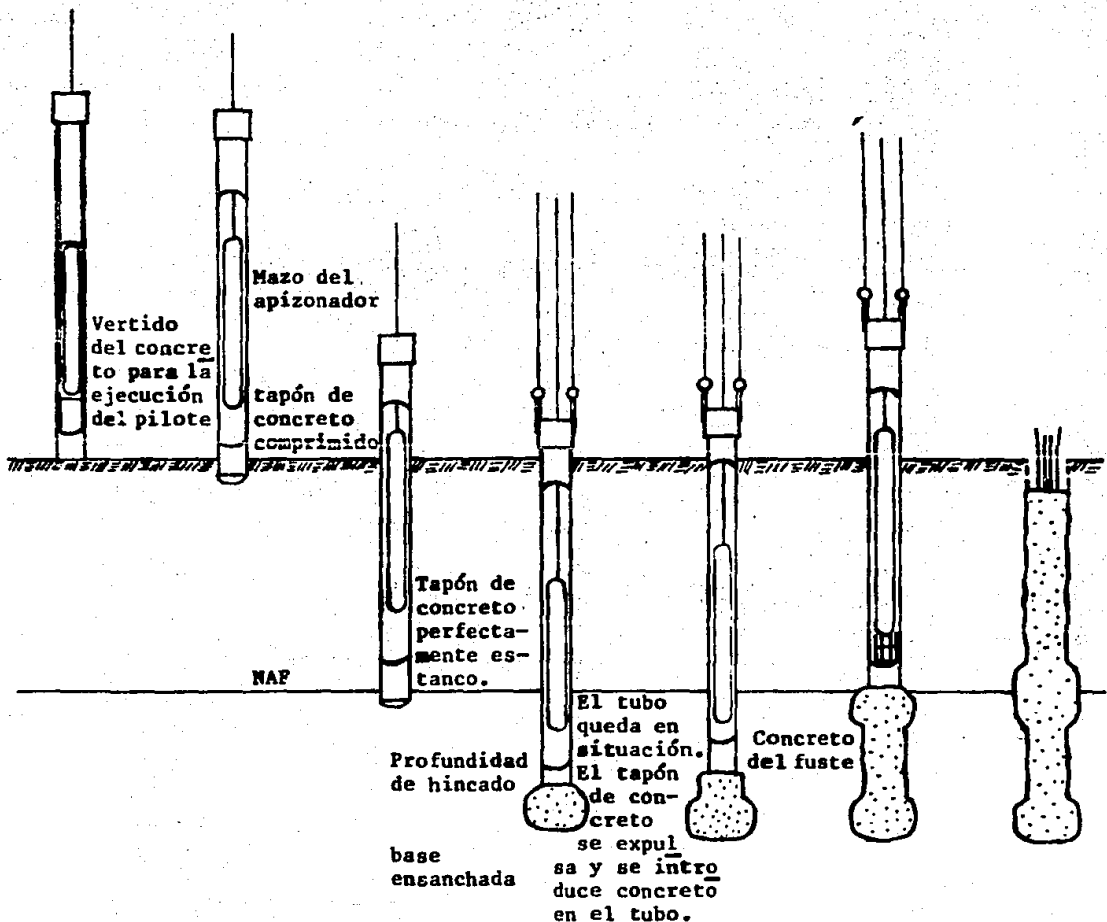 Vertido
del concre
to para la
ejecución
del pilote
Mazo del
apizonador
tapón de
concreto
comprimido
Tapón de
concreto
perfecta-
mente es-
tanco.
NAF
Profundidad
de hincado
base
ensanchada
El tubo
queda en
situación.
El tapón
de con-
creto
se expul
sa y se intro
duce concreto
en el tubo.
Concreto
del fuste